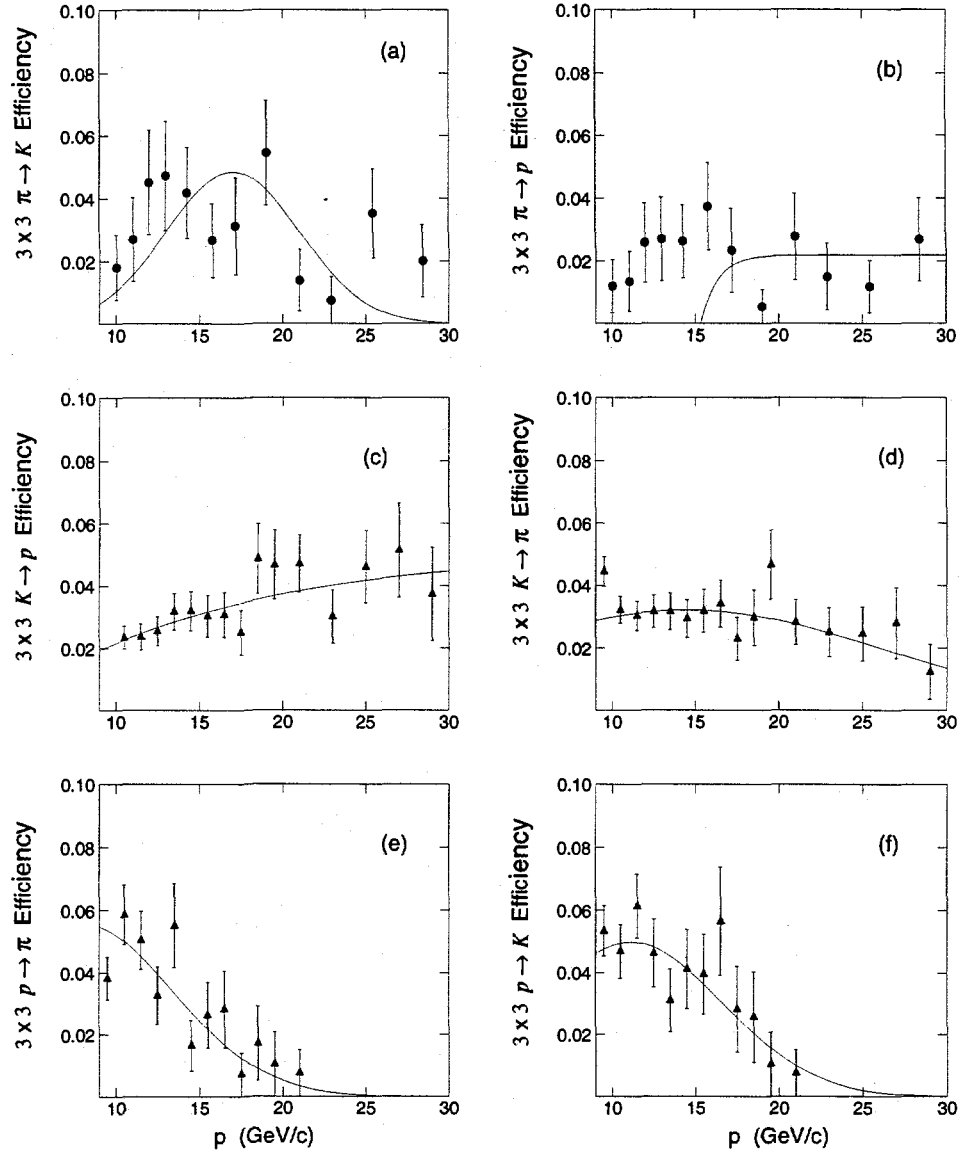 (a)
3 x 3 π → K Efficiency
0.10
0.08
0.06
0.04
0.02
10 15 20 25 30
(b)
3 x 3 π → p Efficiency
0.10
0.08
0.06
0.04
0.02
10 15 20 25 30
(c)
3 x 3 K → p Efficiency
0.10
0.08
0.06
0.04
0.02
10 15 20 25 30
(d)
3 x 3 K → π Efficiency
0.10
0.08
0.06
0.04
0.02
10 15 20 25 30
(e)
3 x 3 p → π Efficiency
0.10
0.08
0.06
0.04
0.02
10 15 20 25 30
p (GeV/c)
(f)
3 x 3 p → K Efficiency
0.10
0.08
0.06
0.04
0.02
10 15 20 25 30
p (GeV/c)